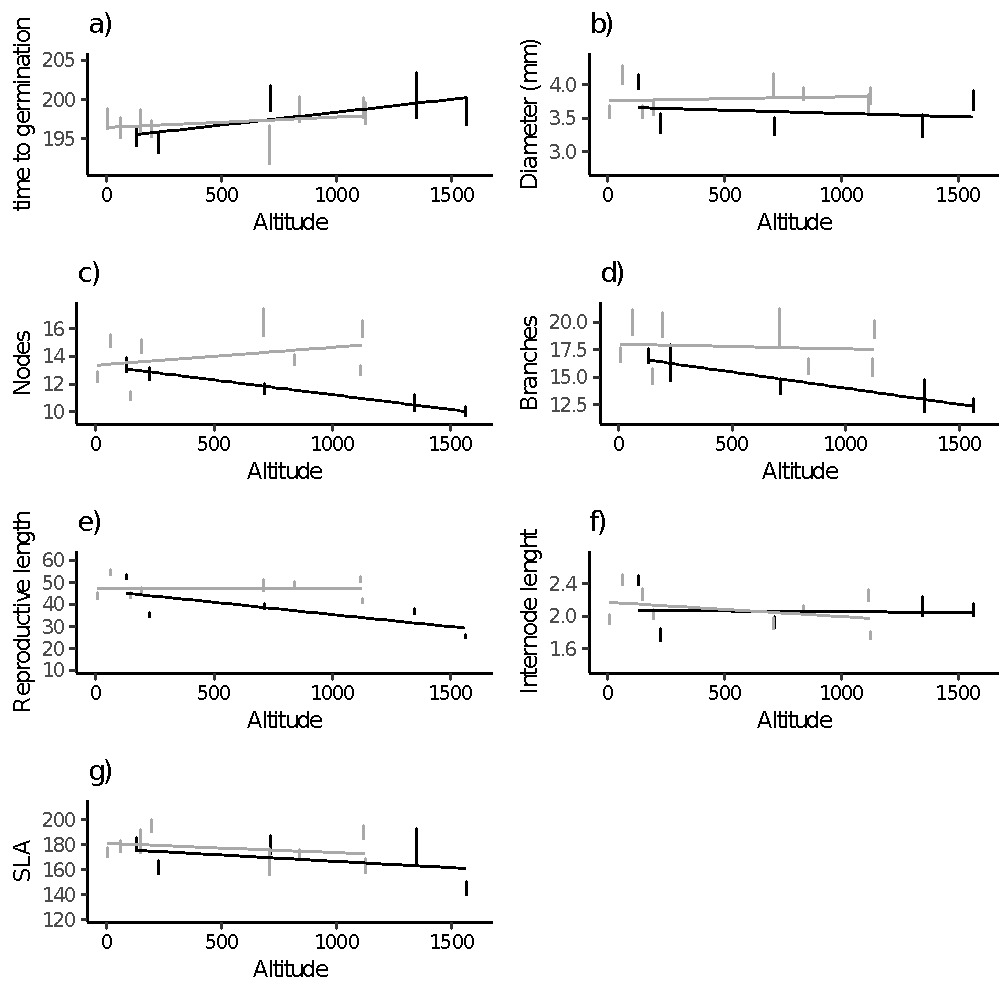 a)
time to germination
205
200
195
0 500 1000 1500
Altitude
b)
Diameter (mm)
4.0
3.5
3.0
0 500 1000 1500
Altitude
c)
Nodes
16
14
12
10
0 500 1000 1500
Altitude
d)
Branches
20.0
17.5
15.0
12.5
0 500 1000 1500
Altitude
e)
Reproductive length
60
50
40
30
20
10
0 500 1000 1500
Altitude
f)
Internode lenght
2.4
2.0
1.6
0 500 1000 1500
Altitude
g)
SLA
200
180
160
140
120
0 500 1000 1500
Altitude